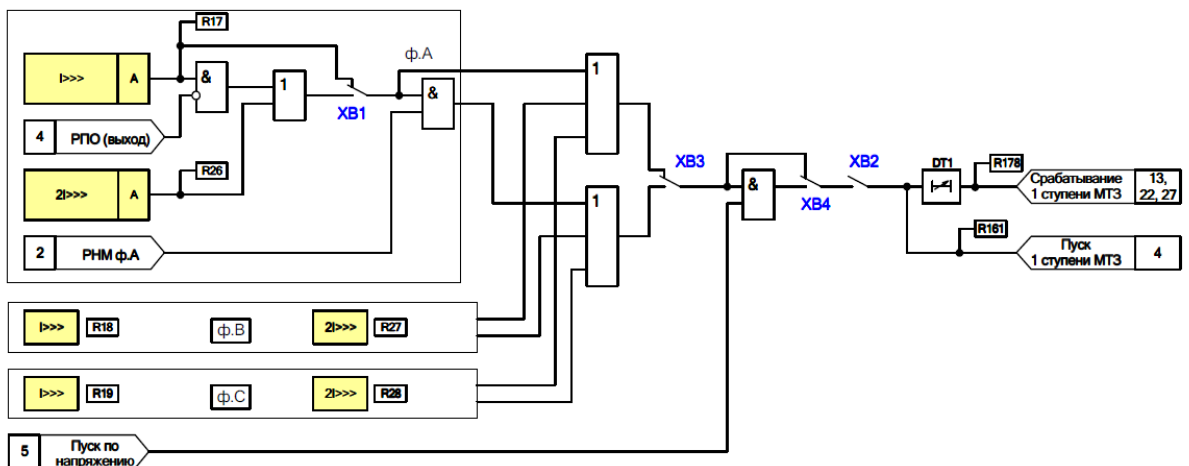 R17
ф.А
I>>> A
&
1
&
1
XB1
4 РПО (выход)
R26
2I>>> A
XB3
XB2
DT1
R178
&
XB4
Срабатывание
1 ступени МТЗ
13,
22, 27
1
R161
2 РНМ ф.А
Пуск
1 ступени МТЗ
4
I>>> R18 ф.В 2I>>> R27
I>>> R19 ф.С 2I>>> R28
5 Пуск по
напряжению